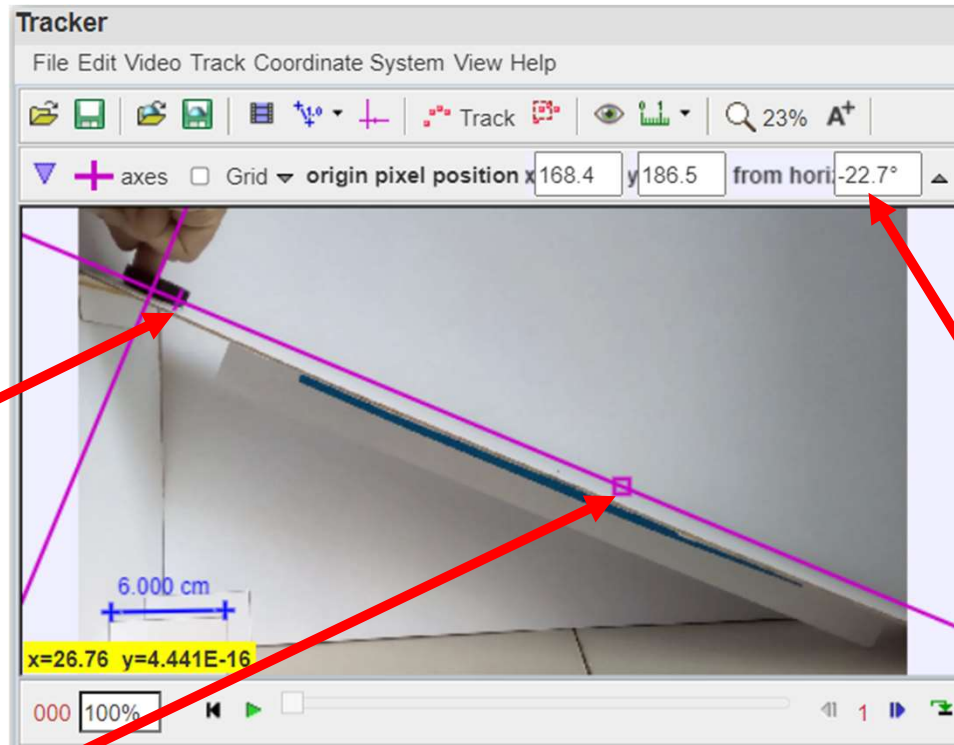 Tracker
File Edit Video Track Coordinate System View Help
Track 23% A+
axes Grid origin pixel position x 168.4 y 186.5 from hori: -22.7°
6.000 cm
x=26.76 y=4.441E-16
000 100% 1